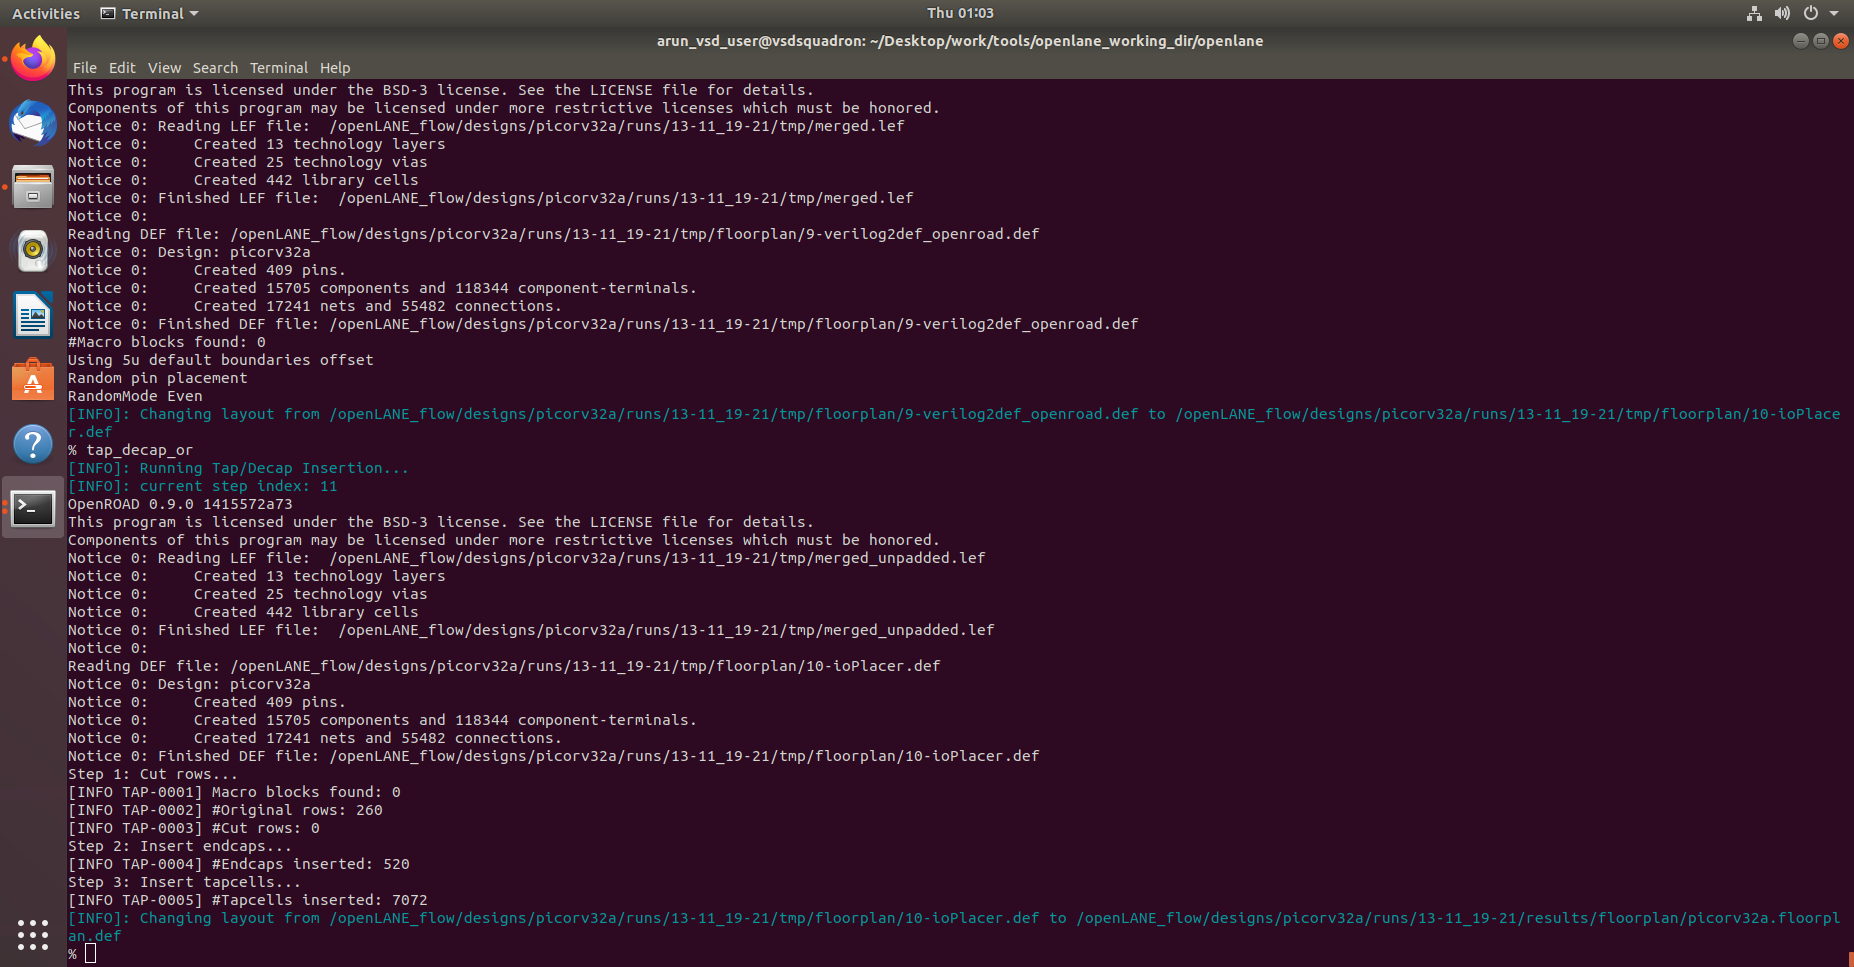 Activities Terminal Thu 01:03
arun_vsd_user@vsdsquadron: ~/Desktop/work/tools/openlane_working_dir/openlane
File Edit View Search Terminal Help
This program is licensed under the BSD-3 license. See the LICENSE file for details.
Components of this program may be licensed under more restrictive licenses which must be honored.
Notice 0: Reading LEF file:  /openLANE_flow/designs/picorv32a/runs/13-11_19-21/tmp/merged.lef
Notice 0:     Created 13 technology layers
Notice 0:     Created 25 technology vias
Notice 0:     Created 442 library cells
Notice 0: Finished LEF file:  /openLANE_flow/designs/picorv32a/runs/13-11_19-21/tmp/merged.lef
Notice 0:
Reading DEF file: /openLANE_flow/designs/picorv32a/runs/13-11_19-21/tmp/floorplan/9-verilog2def_openroad.def
Notice 0: Design: picorv32a
Notice 0:     Created 409 pins.
Notice 0:     Created 15705 components and 118344 component-terminals.
Notice 0:     Created 17241 nets and 55482 connections.
Notice 0: Finished DEF file: /openLANE_flow/designs/picorv32a/runs/13-11_19-21/tmp/floorplan/9-verilog2def_openroad.def
#Macro blocks found: 0
Using 5u default boundaries offset
Random pin placement
RandomMode Even
[INFO]: Changing layout from /openLANE_flow/designs/picorv32a/runs/13-11_19-21/tmp/floorplan/9-verilog2def_openroad.def to /openLANE_flow/designs/picorv32a/runs/13-11_19-21/tmp/floorplan/10-ioPlace
r.def
% tap_decap_or
[INFO]: Running Tap/Decap Insertion...
[INFO]: current step index: 11
OpenROAD 0.9.0 1415572a73
This program is licensed under the BSD-3 license. See the LICENSE file for details.
Components of this program may be licensed under more restrictive licenses which must be honored.
Notice 0: Reading LEF file:  /openLANE_flow/designs/picorv32a/runs/13-11_19-21/tmp/merged_unpadded.lef
Notice 0:     Created 13 technology layers
Notice 0:     Created 25 technology vias
Notice 0:     Created 442 library cells
Notice 0: Finished LEF file:  /openLANE_flow/designs/picorv32a/runs/13-11_19-21/tmp/merged_unpadded.lef
Notice 0:
Reading DEF file: /openLANE_flow/designs/picorv32a/runs/13-11_19-21/tmp/floorplan/10-ioPlacer.def
Notice 0: Design: picorv32a
Notice 0:     Created 409 pins.
Notice 0:     Created 15705 components and 118344 component-terminals.
Notice 0:     Created 17241 nets and 55482 connections.
Notice 0: Finished DEF file: /openLANE_flow/designs/picorv32a/runs/13-11_19-21/tmp/floorplan/10-ioPlacer.def
Step 1: Cut rows...
[INFO TAP-0001] Macro blocks found: 0
[INFO TAP-0002] #Original rows: 260
[INFO TAP-0003] #Cut rows: 0
Step 2: Insert endcaps...
[INFO TAP-0004] #Endcaps inserted: 520
Step 3: Insert tapcells...
[INFO TAP-0005] #Tapcells inserted: 7072
[INFO]: Changing layout from /openLANE_flow/designs/picorv32a/runs/13-11_19-21/tmp/floorplan/10-ioPlacer.def to /openLANE_flow/designs/picorv32a/runs/13-11_19-21/results/floorplan/picorv32a.floorpl
an.def
%